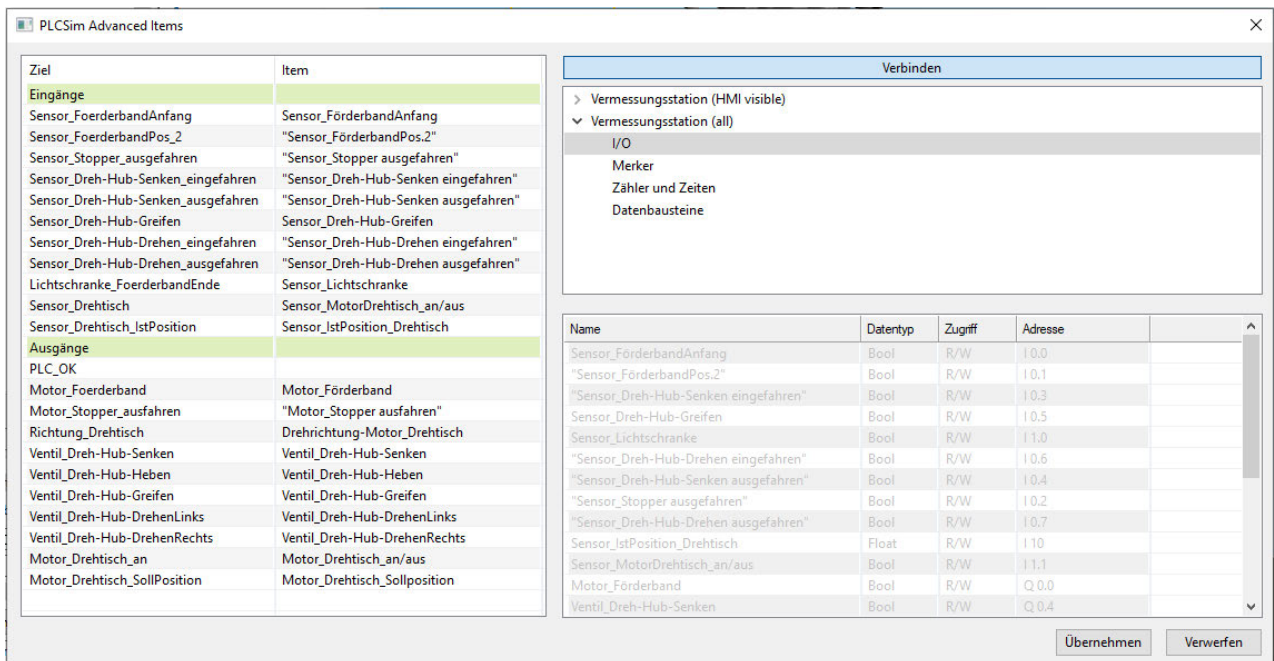 PLCSim Advanced Items
Ziel Item
Eingänge
Sensor_FoerderbandAnfang Sensor_FörderbandAnfang
Sensor_FoerderbandPos_2 "Sensor_FörderbandPos.2"
Sensor_Stopper_ausgefahren "Sensor_Stopper ausgefahren"
Sensor_Dreh-Hub-Senken_eingefahren "Sensor_Dreh-Hub-Senken eingefahren"
Sensor_Dreh-Hub-Senken_ausgefahren "Sensor_Dreh-Hub-Senken ausgefahren"
Sensor_Dreh-Hub-Greifen Sensor_Dreh-Hub-Greifen
Sensor_Dreh-Hub-Drehen_eingefahren "Sensor_Dreh-Hub-Drehen eingefahren"
Sensor_Dreh-Hub-Drehen_ausgefahren "Sensor_Dreh-Hub-Drehen ausgefahren"
Lichtschranke_FoerderbandEnde Sensor_Lichtschranke
Sensor_Drehtisch Sensor_MotorDrehtisch_an/aus
Sensor_Drehtisch_IstPosition Sensor_IstPosition_Drehtisch
Ausgänge
PLC_OK
Motor_Foerderband Motor_Förderband
Motor_Stopper_ausfahren "Motor_Stopper ausfahren"
Richtung_Drehtisch Drehrichtung-Motor_Drehtisch
Ventil_Dreh-Hub-Senken Ventil_Dreh-Hub-Senken
Ventil_Dreh-Hub-Heben Ventil_Dreh-Hub-Heben
Ventil_Dreh-Hub-Greifen Ventil_Dreh-Hub-Greifen
Ventil_Dreh-Hub-DrehenLinks Ventil_Dreh-Hub-DrehenLinks
Ventil_Dreh-Hub-DrehenRechts Ventil_Dreh-Hub-DrehenRechts
Motor_Drehtisch_an Motor_Drehtisch_an/aus
Motor_Drehtisch_SollPosition Motor_Drehtisch_Sollposition
Verbinden
Vermessungsstation (HMI visible)
Vermessungsstation (all)
I/O
Merker
Zähler und Zeiten
Datenbausteine
Name Datentyp Zugriff Adresse
Sensor_FörderbandAnfang Bool R/W I 0.0
"Sensor_FörderbandPos.2" Bool R/W I 0.1
"Sensor_Dreh-Hub-Senken eingefahren" Bool R/W I 0.3
Sensor_Dreh-Hub-Greifen Bool R/W I 0.5
Sensor_Lichtschranke Bool R/W I 1.0
"Sensor_Dreh-Hub-Drehen eingefahren" Bool R/W I 0.6
"Sensor_Dreh-Hub-Senken ausgefahren" Bool R/W I 0.4
"Sensor_Stopper ausgefahren" Bool R/W I 0.2
"Sensor_Dreh-Hub-Drehen ausgefahren" Bool R/W I 0.7
Sensor_IstPosition_Drehtisch Float R/W I 10
Sensor_MotorDrehtisch_an/aus Bool R/W I 1.1
Motor_Förderband Bool R/W Q 0.0
Ventil_Dreh-Hub-Senken Bool R/W Q 0.4
Übernehmen Verwerfen